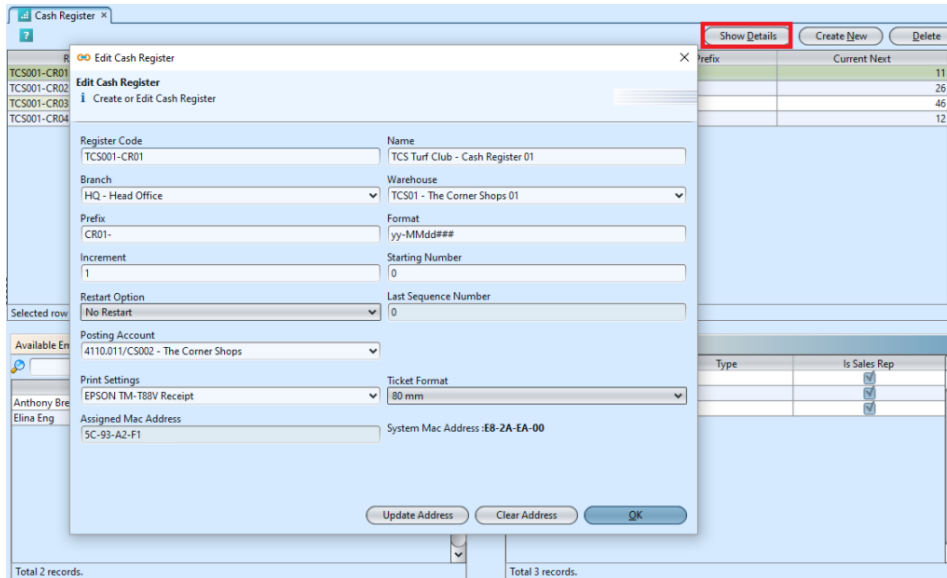 Cash Register
?
Show Details
Create New
Delete
R
Prefix
Current Next
TCS001-CR01
11
TCS001-CR02
26
TCS001-CR03
46
TCS001-CR04
12
Edit Cash Register
Edit Cash Register
i Create or Edit Cash Register
Register Code
Name
TCS001-CR01
TCS Turf Club - Cash Register 01
Branch
Warehouse
HQ - Head Office
TCS01 - The Corner Shops 01
Prefix
Format
CR01-
yy-MMdd###
Increment
Starting Number
1
0
Restart Option
Last Sequence Number
No Restart
0
Posting Account
4110.011/CS002 - The Corner Shops
Print Settings
Ticket Format
EPSON TM-T88V Receipt
80 mm
Assigned Mac Address
System Mac Address :E8-2A-EA-00
5C-93-A2-F1
Update Address
Clear Address
OK
Selected row
Available En
Type
Is Sales Rep
Anthony Bre
Elina Eng
Total 2 records.
Total 3 records.